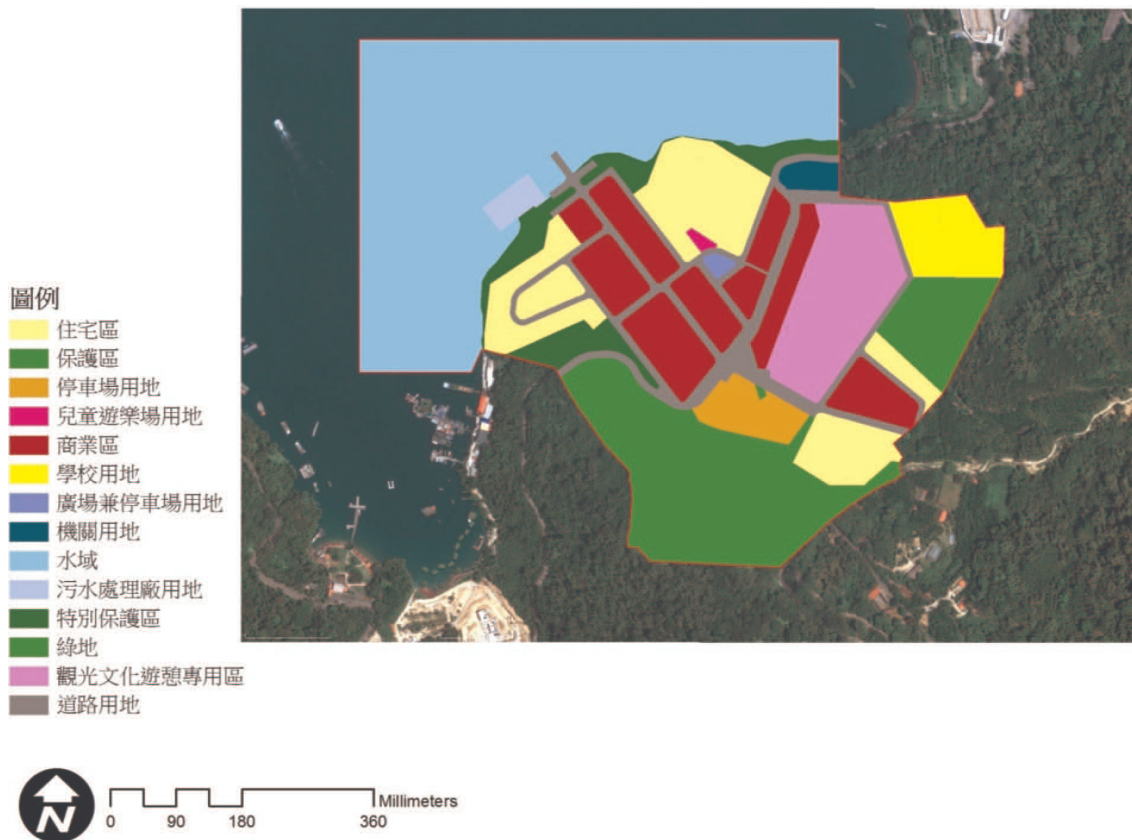 圖例
住宅區
保護區
停車場用地
兒童遊樂場用地
商業區
學校用地
廣場兼停車場用地
機關用地
水域
污水處理廠用地
特別保護區
綠地
觀光文化遊憩專用區
道路用地
N
Millimeters
0 90 180 360